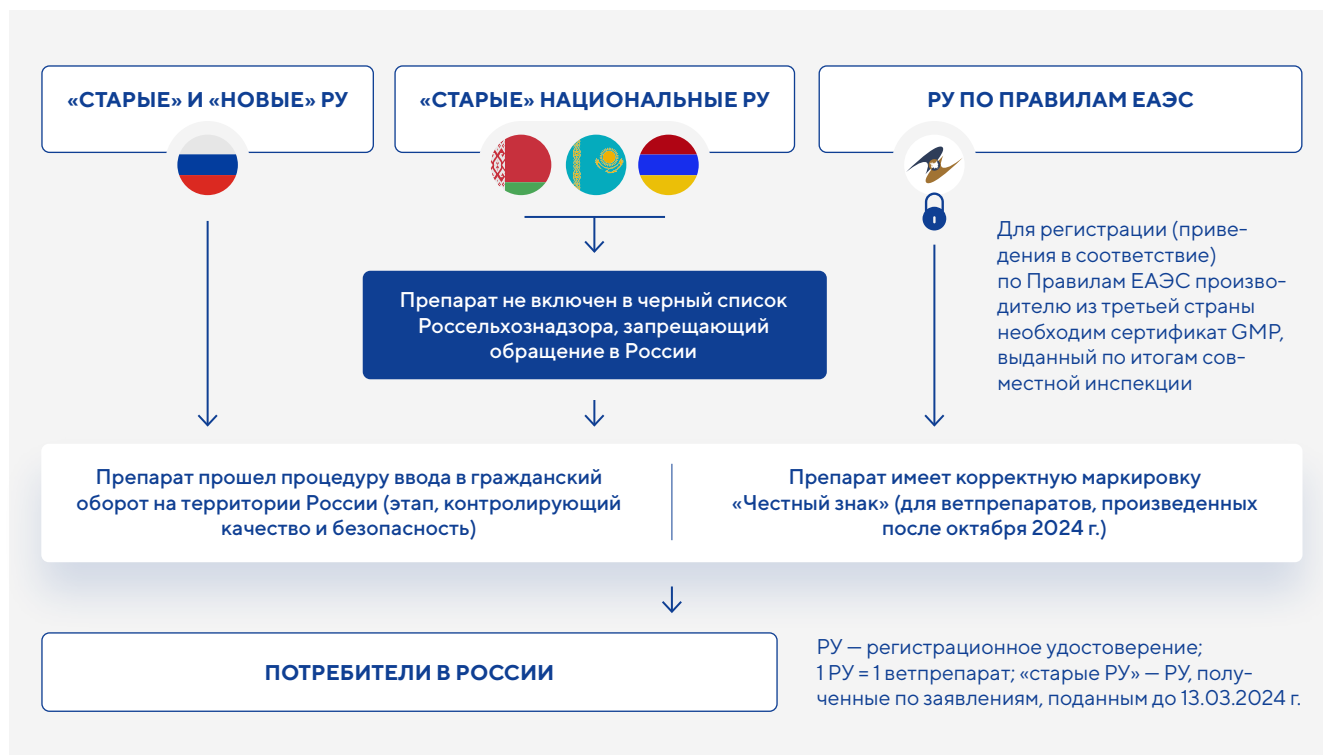 «СТАРЫЕ» И «НОВЫЕ» РУ
«СТАРЫЕ» НАЦИОНАЛЬНЫЕ РУ
РУ ПО ПРАВИЛАМ ЕАЭС
Для регистрации (приве-
дения в соответствие)
по Правилам ЕАЭС произво-
дителю из третьей страны
необходим сертификат GMP,
выданный по итогам сов-
местной инспекции
Препарат не включен в черный список
Россельхознадзора, запрещающий
обращение в России
Препарат прошел процедуру ввода в гражданский
оборот на территории России (этап, контролирующий
качество и безопасность)
Препарат имеет корректную маркировку
«Честный знак» (для ветпрепаратов, произведенных
после октября 2024 г.)
ПОТРЕБИТЕЛИ В РОССИИ
РУ — регистрационное удостоверение;
1 РУ = 1 ветпрепарат; «старые РУ» — РУ, полу-
ченные по заявлениям, поданным до 13.03.2024 г.